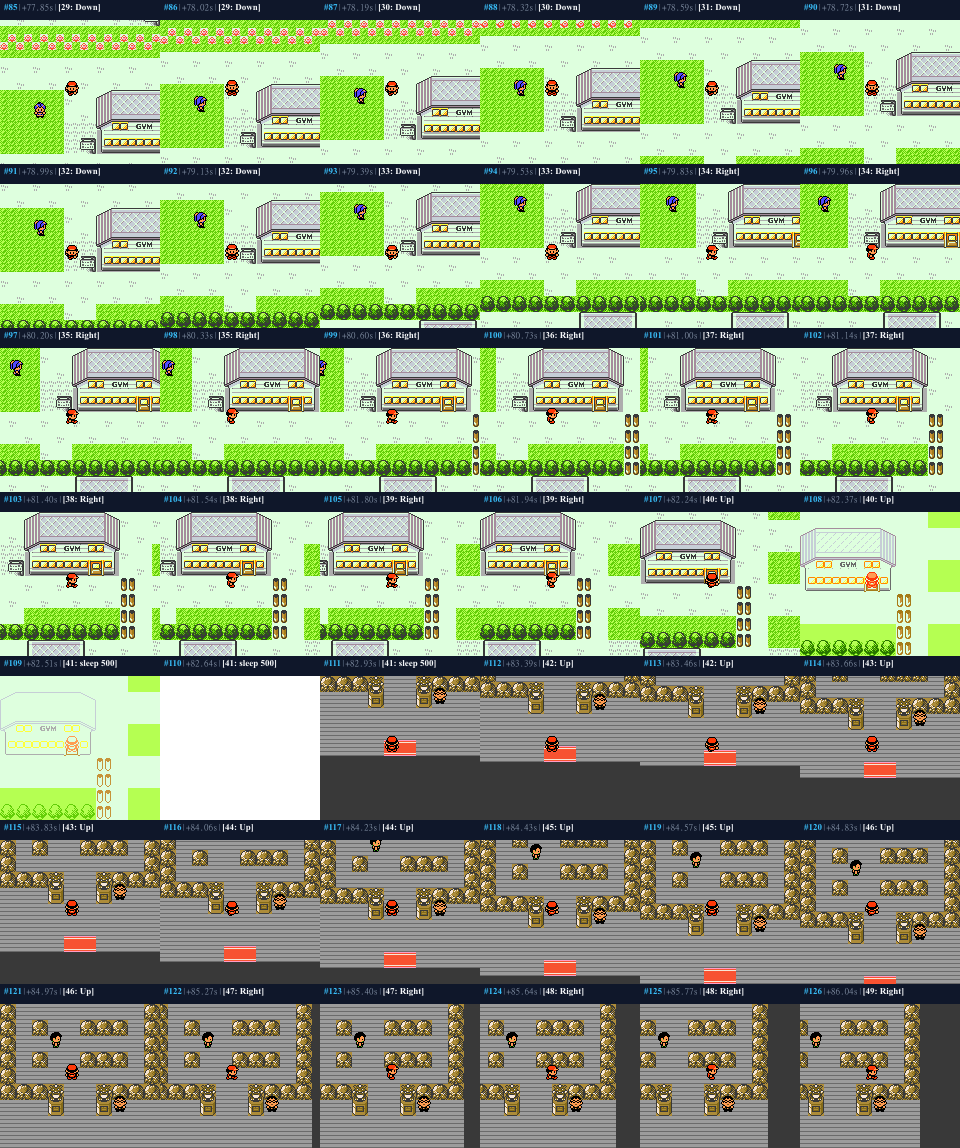 #85|+77.85s|[29: Down] #86|+78.02s|[29: Down] #87|+78.19s|[30: Down] #88|+78.32s|[30: Down] #89|+78.59s|[31: Down] #90|+78.72s|[31: Down]
GYM GYM GYM GYM GYM GYM
#91|+78.99s|[32: Down] #92|+79.13s|[32: Down] #93|+79.39s|[33: Down] #94|+79.53s|[33: Down] #95|+79.83s|[34: Right] #96|+79.96s|[34: Right]
GYM GYM GYM GYM GYM GYM
#97|+80.20s|[35: Right] #98|+80.33s|[35: Right] #99|+80.60s|[36: Right] #100|+80.73s|[36: Right] #101|+81.00s|[37: Right] #102|+81.14s|[37: Right]
GYM GYM GYM GYM GYM GYM
#103|+81.40s|[38: Right] #104|+81.54s|[38: Right] #105|+81.80s|[39: Right] #106|+81.94s|[39: Right] #107|+82.24s|[40: Up] #108|+82.37s|[40: Up]
GYM GYM GYM GYM GYM GYM
#109|+82.51s|[41: sleep 500] #110|+82.64s|[41: sleep 500] #111|+82.93s|[41: sleep 500] #112|+83.39s|[42: Up] #113|+83.46s|[42: Up] #114|+83.66s|[43: Up]
GYM
#115|+83.83s|[43: Up] #116|+84.06s|[44: Up] #117|+84.23s|[44: Up] #118|+84.43s|[45: Up] #119|+84.57s|[45: Up] #120|+84.83s|[46: Up]
#121|+84.97s|[46: Up] #122|+85.27s|[47: Right] #123|+85.40s|[47: Right] #124|+85.64s|[48: Right] #125|+85.77s|[48: Right] #126|+86.04s|[49: Right]